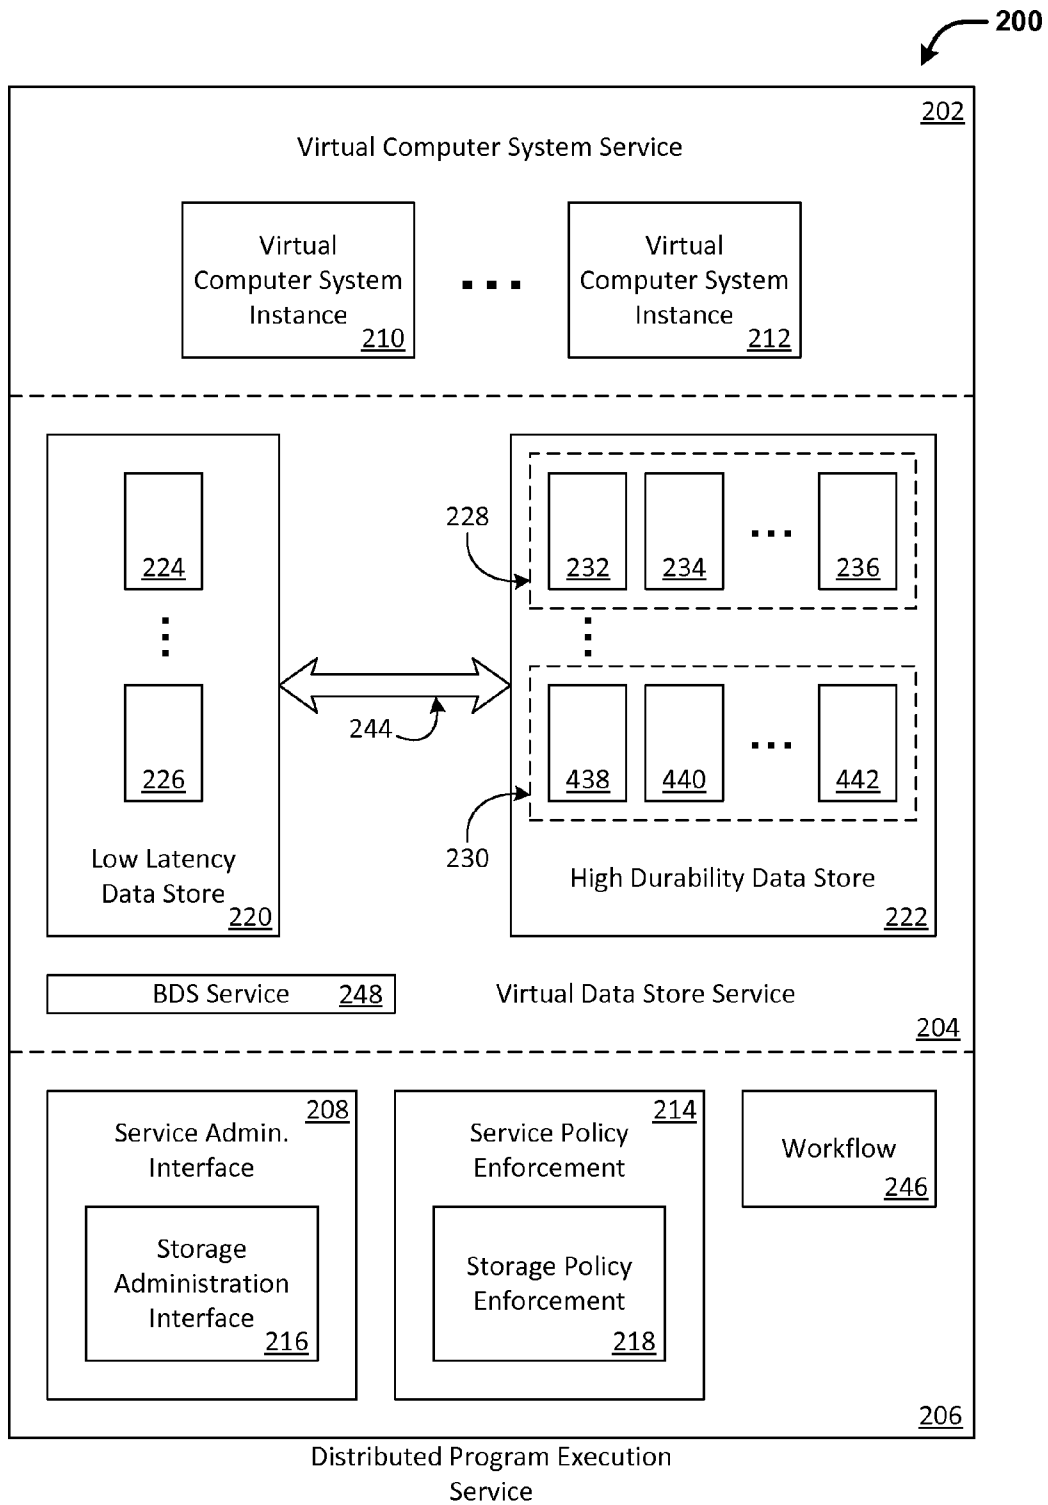 200
202
Virtual Computer System Service
Virtual
Computer System
Instance
210
Virtual
Computer System
Instance
212
224
226
Low Latency
Data Store
220
244
228
232
234
236
230
438
440
442
High Durability Data Store
222
BDS Service 248
Virtual Data Store Service
204
208
Service Admin.
Interface
Storage
Administration
Interface
216
214
Service Policy
Enforcement
Storage Policy
Enforcement
218
Workflow
246
206
Distributed Program Execution
Service